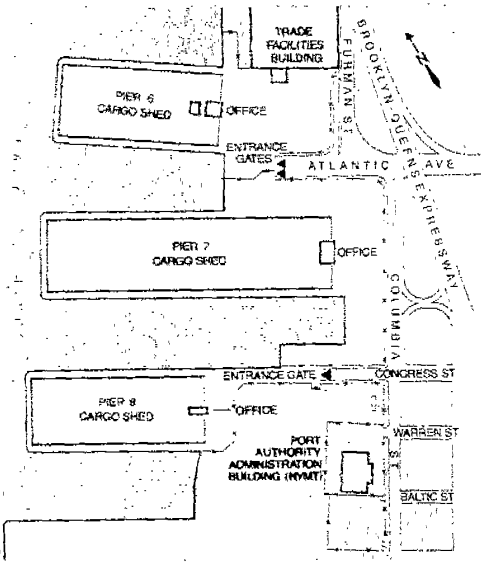 TRADE
FACILITIES
BUILDING
FURMAN ST
BROOKLYN QUEENS EXPRESSWAY
N
PIER 6
CARGO SHED
OFFICE
ENTRANCE
GATES
ATLANTIC AVE
PIER 7
CARGO SHED
OFFICE
COLUMBIA ST
ENTRANCE GATE
CONGRESS ST
PIER 8
CARGO SHED
OFFICE
WARREN ST
PORT
AUTHORITY
ADMINISTRATION
BUILDING (NYMT)
BALTIC ST